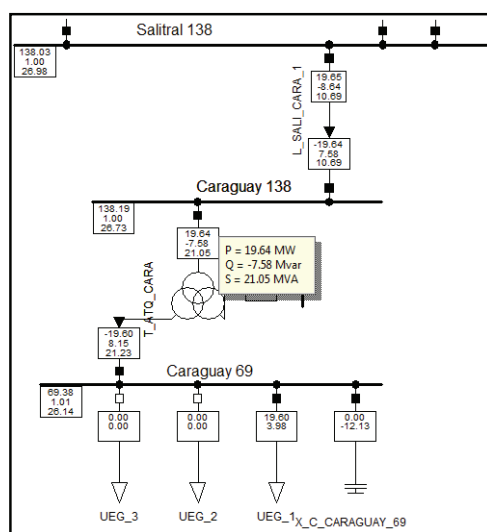 Salitral 138
138.03
1.00
26.98
19.65
-8.64
10.69
L_SALI_CARA_1
-19.64
7.58
10.69
Caraguay 138
138.19
1.00
26.73
19.64
-7.58
21.05
P = 19.64 MW
Q = -7.58 Mvar
S = 21.05 MVA
T_ATQ_CARA
-19.60
8.15
21.23
Caraguay 69
69.38
1.01
26.14
0.00
0.00
0.00
0.00
19.60
3.98
0.00
-12.13
UEG_3
UEG_2
UEG_1
X_C_CARAGUAY_69